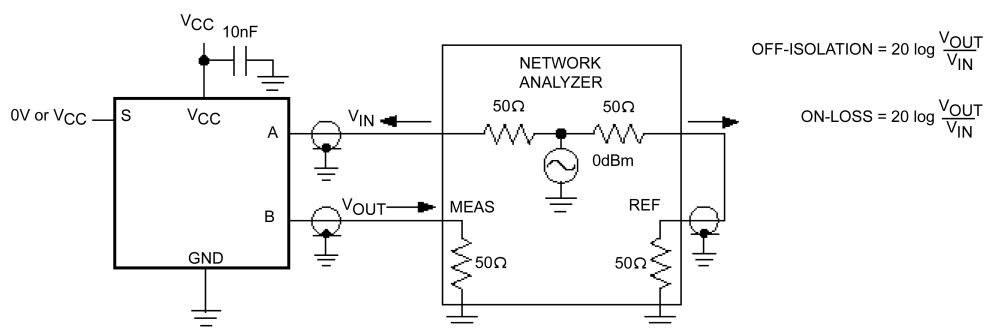 VCC
10nF
0V or VCC
S
VCC
A
B
GND
VIN
VOUT
NETWORK
ANALYZER
50Ω
50Ω
0dBm
MEAS
REF
50Ω
50Ω
OFF-ISOLATION = 20 log VOUT/VIN
ON-LOSS = 20 log VOUT/VIN